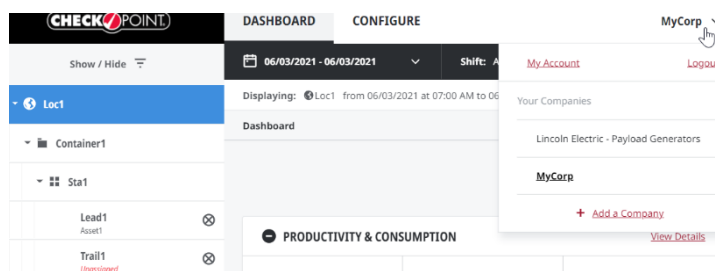 CHECKPOINT.
DASHBOARD CONFIGURE MyCorp
Show / Hide
06/03/2021 - 06/03/2021 Shift: A
My Account Logou
Displaying: Loc1 from 06/03/2021 at 07:00 AM to 06
Your Companies
Loc1
Dashboard
Container1
Lincoln Electric - Payload Generators
Sta1
MyCorp
Lead1
Asset1
+ Add a Company
PRODUCTIVITY & CONSUMPTION View Details
Trail1
Unassigned